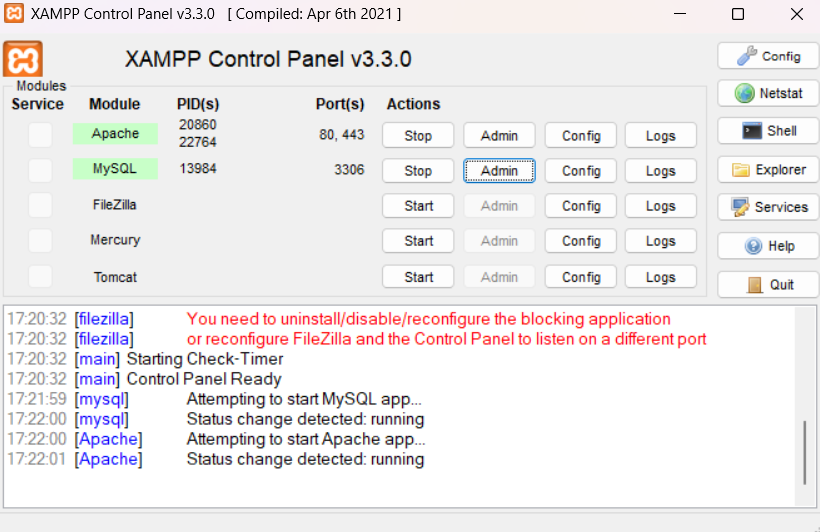 XAMPP Control Panel v3.3.0 [ Compiled: Apr 6th 2021 ]
XAMPP Control Panel v3.3.0
Config
Modules
Service Module PID(s) Port(s) Actions
Netstat
Apache 20860 22764 80, 443 Stop Admin Config Logs
Shell
MySQL 13984 3306 Stop Admin Config Logs
Explorer
FileZilla Start Admin Config Logs
Services
Mercury Start Admin Config Logs
Help
Tomcat Start Admin Config Logs
Quit
17:20:32 [filezilla] You need to uninstall/disable/reconfigure the blocking application
17:20:32 [filezilla] or reconfigure FileZilla and the Control Panel to listen on a different port
17:20:32 [main] Starting Check-Timer
17:20:32 [main] Control Panel Ready
17:21:59 [mysql] Attempting to start MySQL app...
17:22:00 [mysql] Status change detected: running
17:22:00 [Apache] Attempting to start Apache app...
17:22:01 [Apache] Status change detected: running